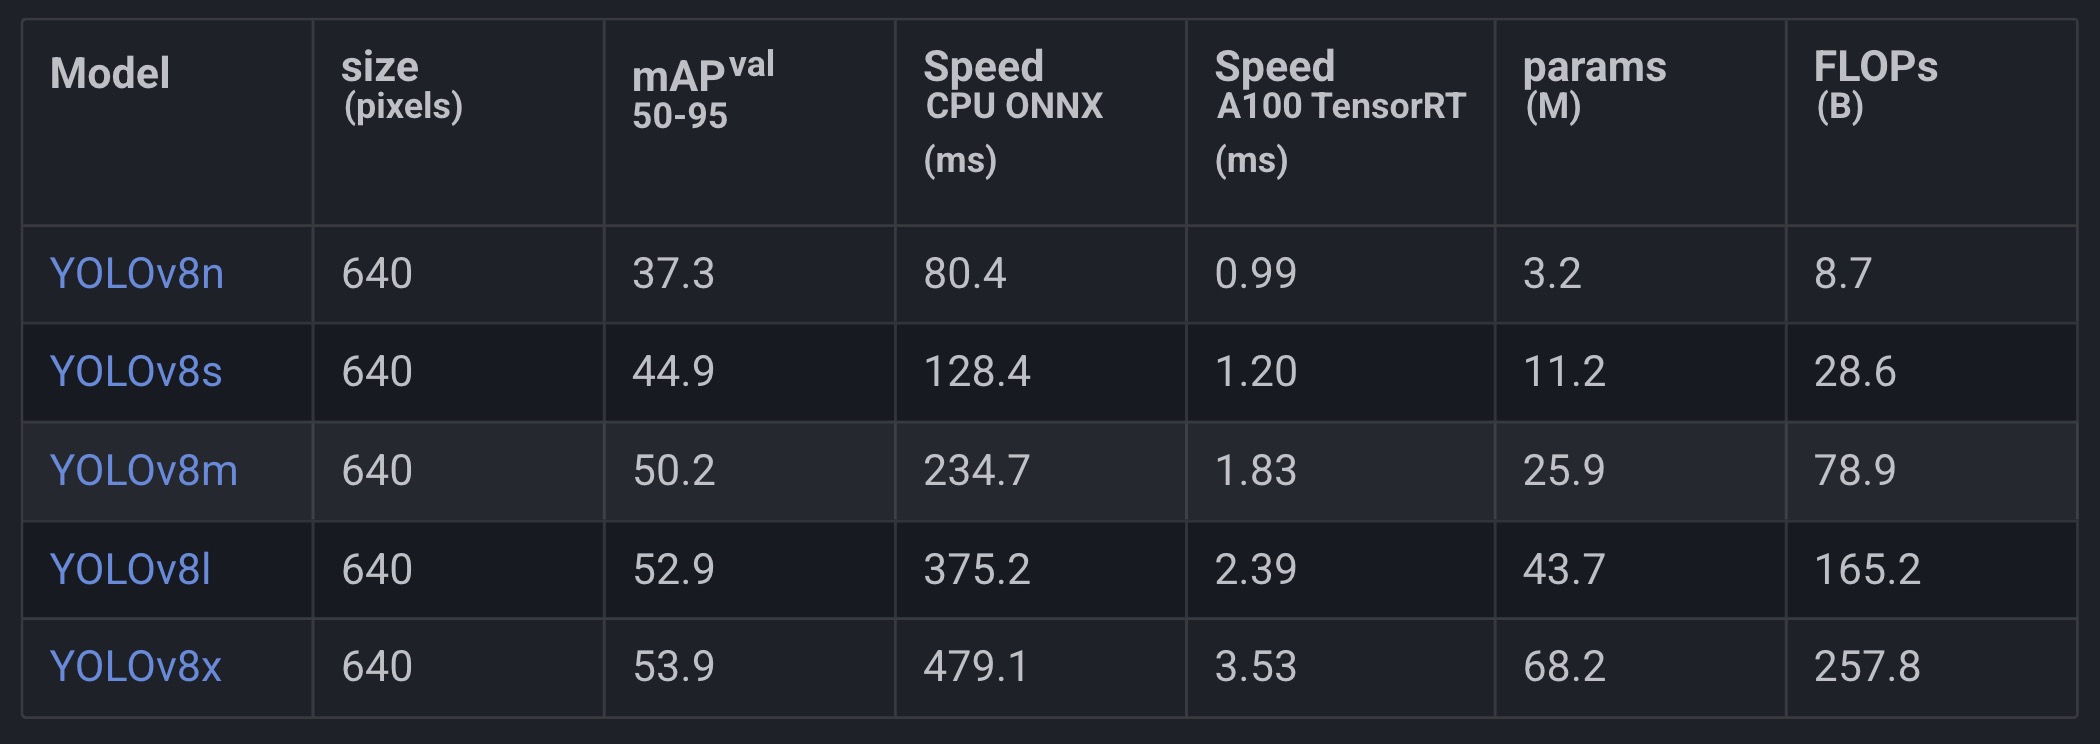 Model size (pixels) mAP val 50-95 Speed CPU ONNX (ms) Speed A100 TensorRT (ms) params (M) FLOPs (B)
YOLOv8n 640 37.3 80.4 0.99 3.2 8.7
YOLOv8s 640 44.9 128.4 1.20 11.2 28.6
YOLOv8m 640 50.2 234.7 1.83 25.9 78.9
YOLOv8l 640 52.9 375.2 2.39 43.7 165.2
YOLOv8x 640 53.9 479.1 3.53 68.2 257.8